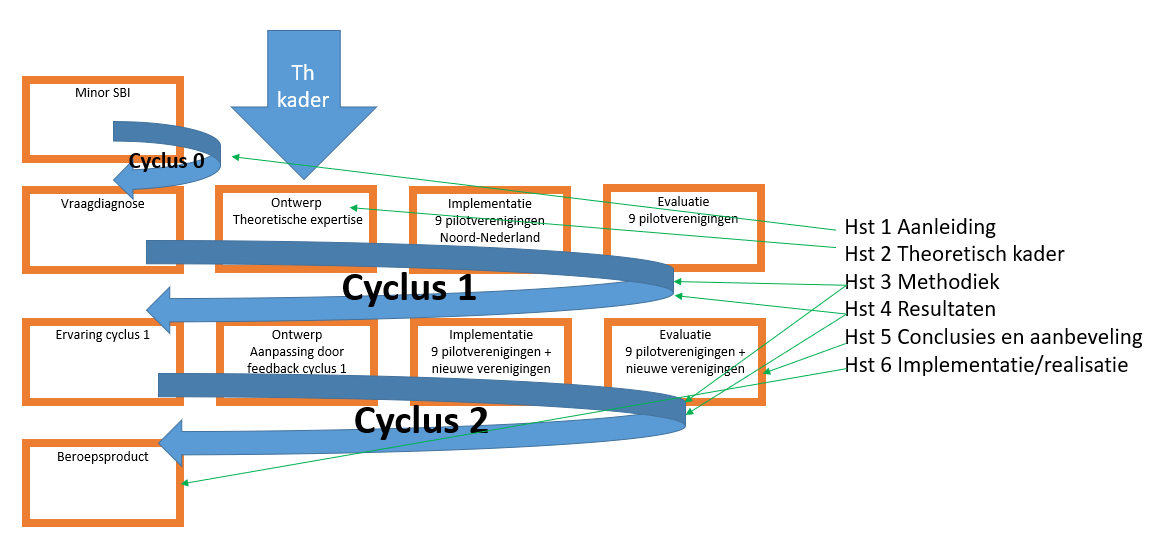 Th
kader
Minor SBI
Cyclus 0
Vraagdiagnose
Ontwerp
Theoretische expertise
Implementatie
9 pilotverenigingen
Noord-Nederland
Evaluatie
9 pilotverenigingen
Cyclus 1
Ervaring cyclus 1
Ontwerp
Aanpassing door
feedback cyclus 1
Implementatie
9 pilotverenigingen +
nieuwe verenigingen
Evaluatie
9 pilotverenigingen +
nieuwe verenigingen
Cyclus 2
Beroepsproduct
Hst 1 Aanleiding
Hst 2 Theoretisch kader
Hst 3 Methodiek
Hst 4 Resultaten
Hst 5 Conclusies en aanbeveling
Hst 6 Implementatie/realisatie